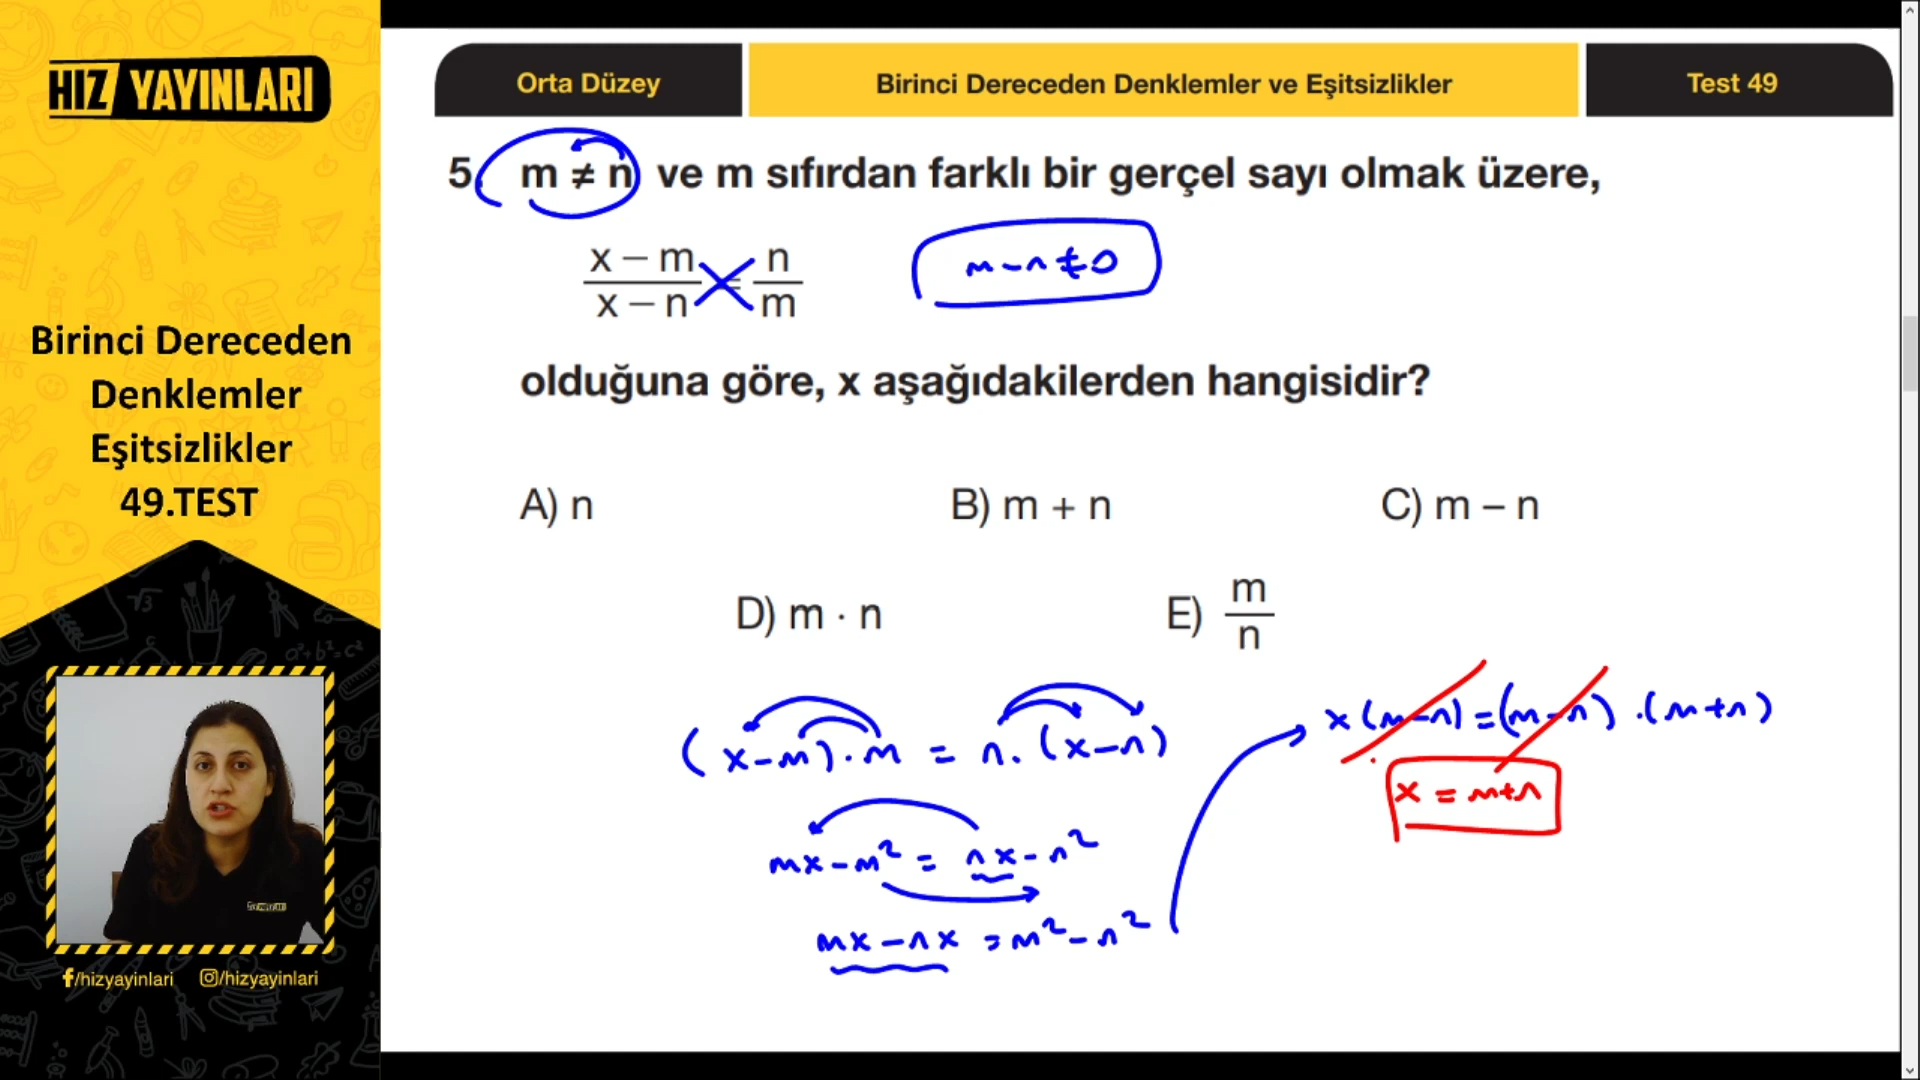 HIZ YAYINLARI
Birinci Dereceden
Denklemler
Eşitsizlikler
49.TEST
/hizyayinlari /hizyayinlari
Orta Düzey
Birinci Dereceden Denklemler ve Eşitsizlikler
Test 49
5. m ≠ n ve m sıfırdan farklı bir gerçel sayı olmak üzere,
x – m / x – n = n / m
m-n≠0
olduğuna göre, x aşağıdakilerden hangisidir?
A) n B) m + n C) m – n
D) m · n E) m / n
(x-m).m = n.(x-n)
mx-m² = nx-n²
mx-nx = m²-n²
x(m-n)=(m-n).(m+n)
x = m+n